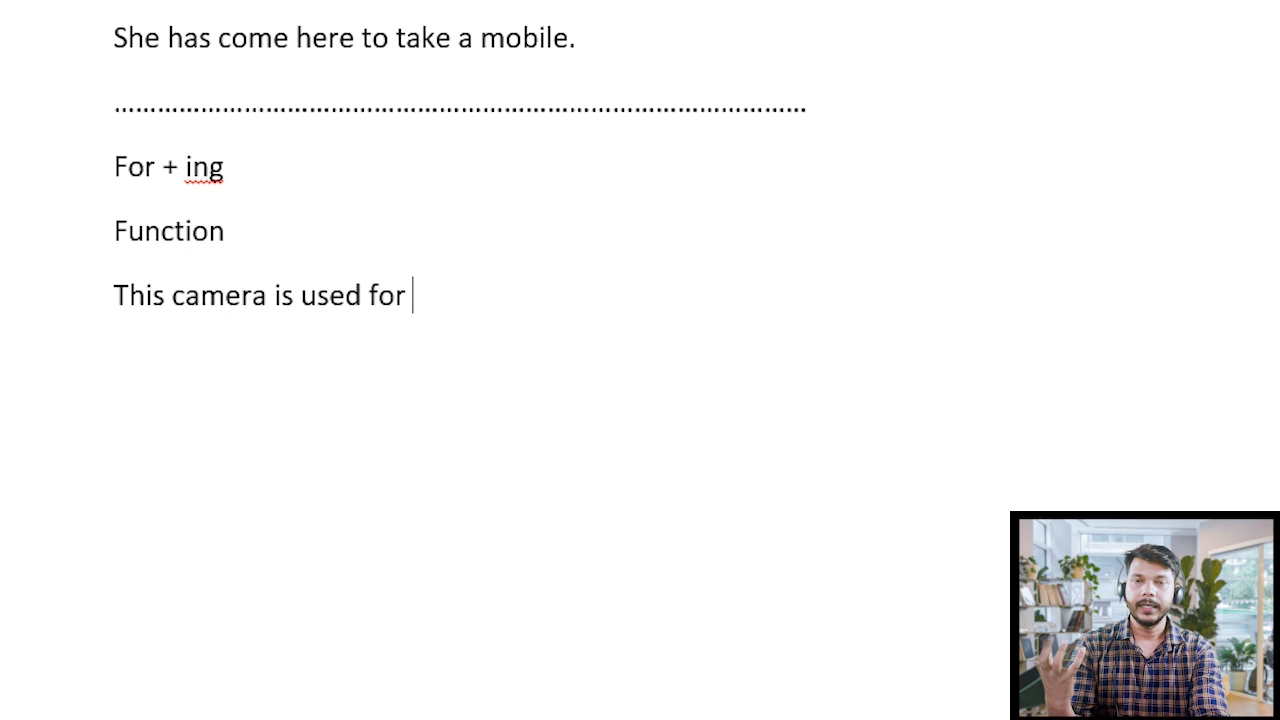 She has come here to take a mobile.
................................................................................................
For + ing
Function
This camera is used for